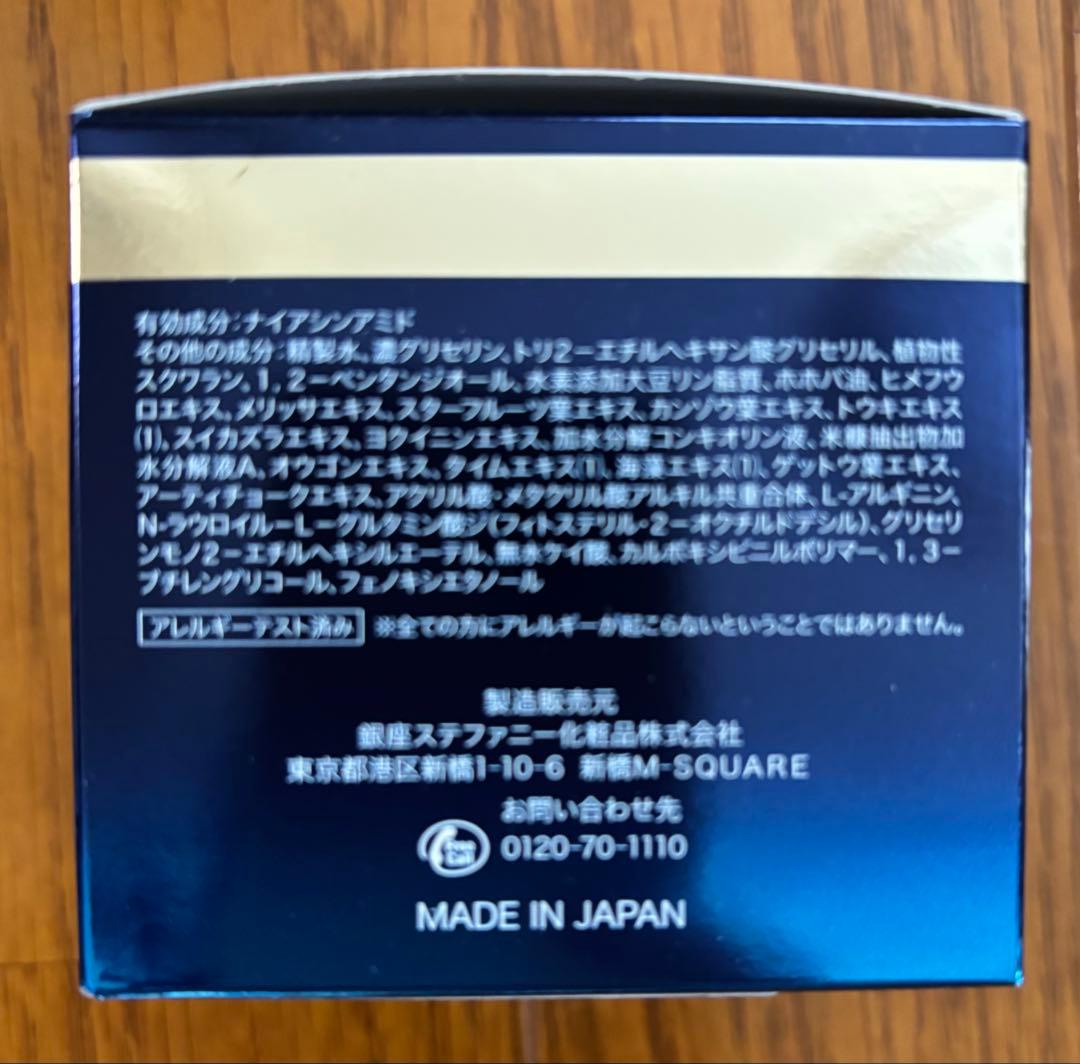 有効成分:ナイアシンアミド
その他の成分:精製水、濃グリセリン、トリ2-エチルヘキサン酸グリセリル、植物性
スクワラン、1,2-ペンタンジオール、水素添加大豆リン脂質、ホホバ油、ヒメフウ
ロエキス、メリッサエキス、スターフルーツ葉エキス、カンゾウ葉エキス、トウキエキス
(1)、スイカズラエキス、ヨクイニンエキス、加水分解コンキオリン液、米糠抽出物加
水分解液A、オウゴンエキス、タイムエキス(1)、海藻エキス(1)、ゲットウ葉エキス、
アーティチョークエキス、アクリル酸・メタクリル酸アルキル共重合体、L-アルギニン、
N-ラウロイル-L-グルタミン酸ジ(フィトステリル・2-オクチルドデシル)、グリセリ
ンモノ2-エチルヘキシルエーテル、無水ケイ酸、カルボキシビニルポリマー、1,3-
ブチレングリコール、フェノキシエタノール
アレルギーテスト済み ※全ての方にアレルギーが起こらないということではありません。
製造販売元
銀座ステファニー化粧品株式会社
東京都港区新橋1-10-6 新橋M-SQUARE
お問い合わせ先
Free Call 0120-70-1110
MADE IN JAPAN